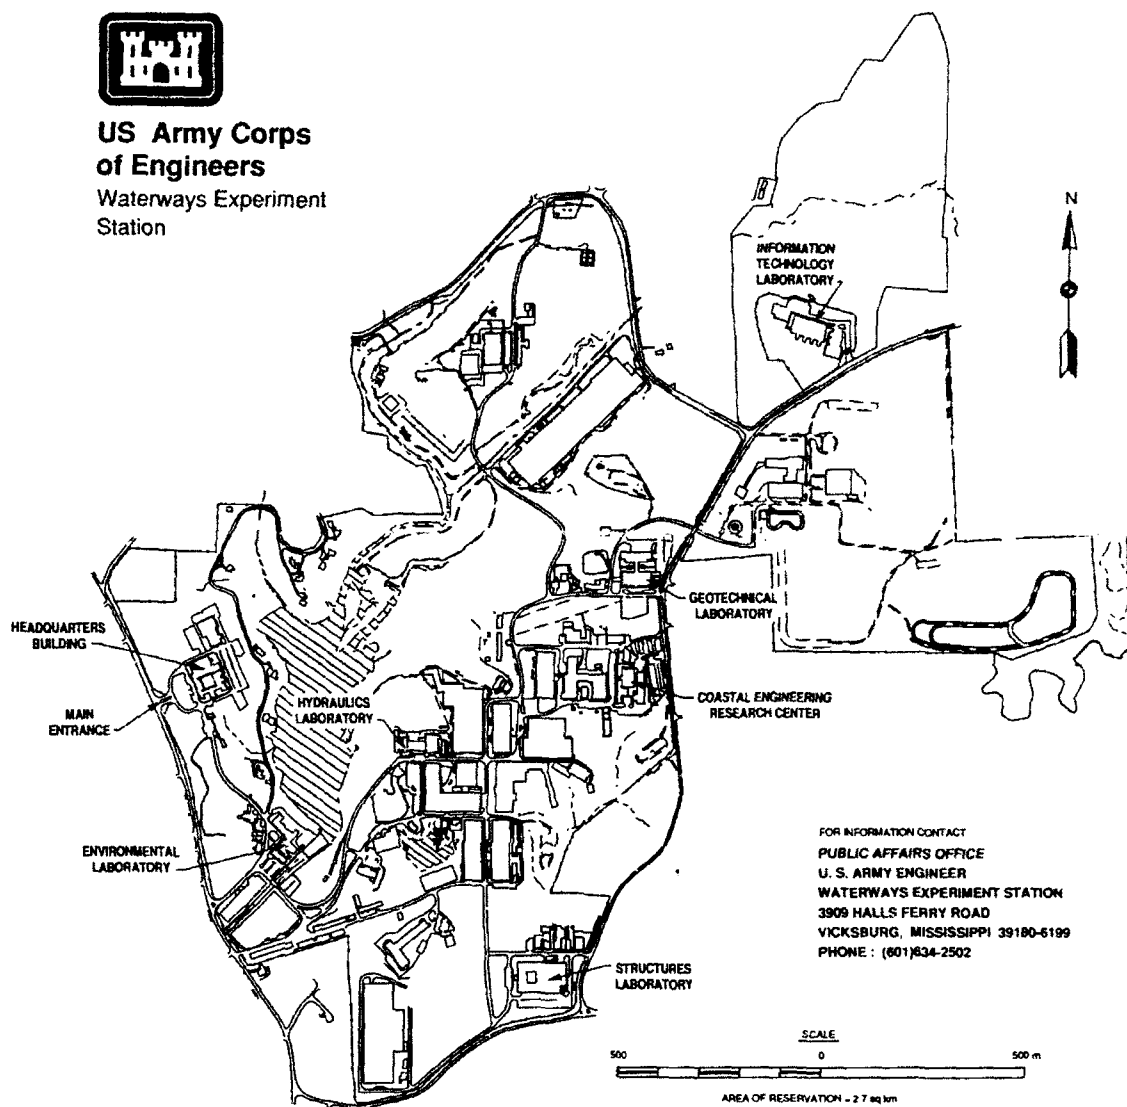 US Army Corps
of Engineers
Waterways Experiment
Station
N
INFORMATION
TECHNOLOGY
LABORATORY
GEOTECHNICAL
LABORATORY
HEADQUARTERS
BUILDING
MAIN
ENTRANCE
HYDRAULICS
LABORATORY
COASTAL ENGINEERING
RESEARCH CENTER
ENVIRONMENTAL
LABORATORY
STRUCTURES
LABORATORY
FOR INFORMATION CONTACT
PUBLIC AFFAIRS OFFICE
U. S. ARMY ENGINEER
WATERWAYS EXPERIMENT STATION
3909 HALLS FERRY ROAD
VICKSBURG, MISSISSIPPI 39180-6199
PHONE : (601)634-2502
SCALE
500 0 500 m
AREA OF RESERVATION = 2.7 sq km